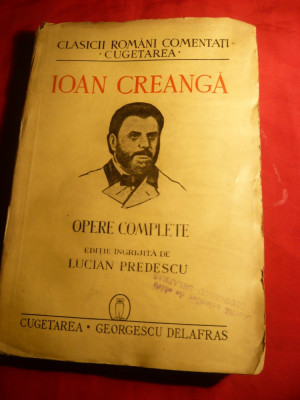 CLASICII ROMÂNI COMENTAȚI
• CUGETAREA •
IOAN CREANGĂ
OPERE COMPLETE
EDIȚIE ÎNGRIJITĂ DE
LUCIAN PREDESCU
CUGETAREA • GEORGESCU DELAFRAS